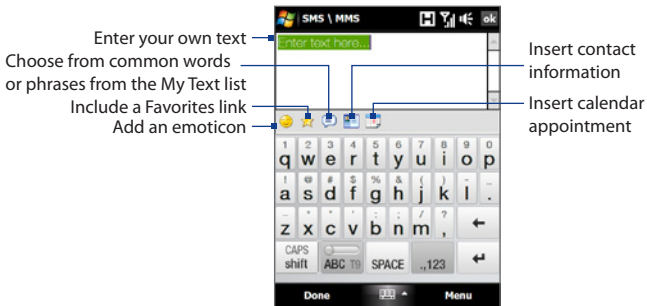 SMS \ MMS
H
ok
Enter your own text
Enter text here...
Choose from common words
or phrases from the My Text list
Include a Favorites link
Add an emoticon
Insert contact
information
Insert calendar
appointment
1 2 3 4 5 6 7 8 9 0
q w e r t y u i o p
! @ # $ % & ( ) - _
a s d f g h j k l .
z x c v b n m ,
: ; / ?
CAPS
shift ABC T9 SPACE .,123
Done Menu